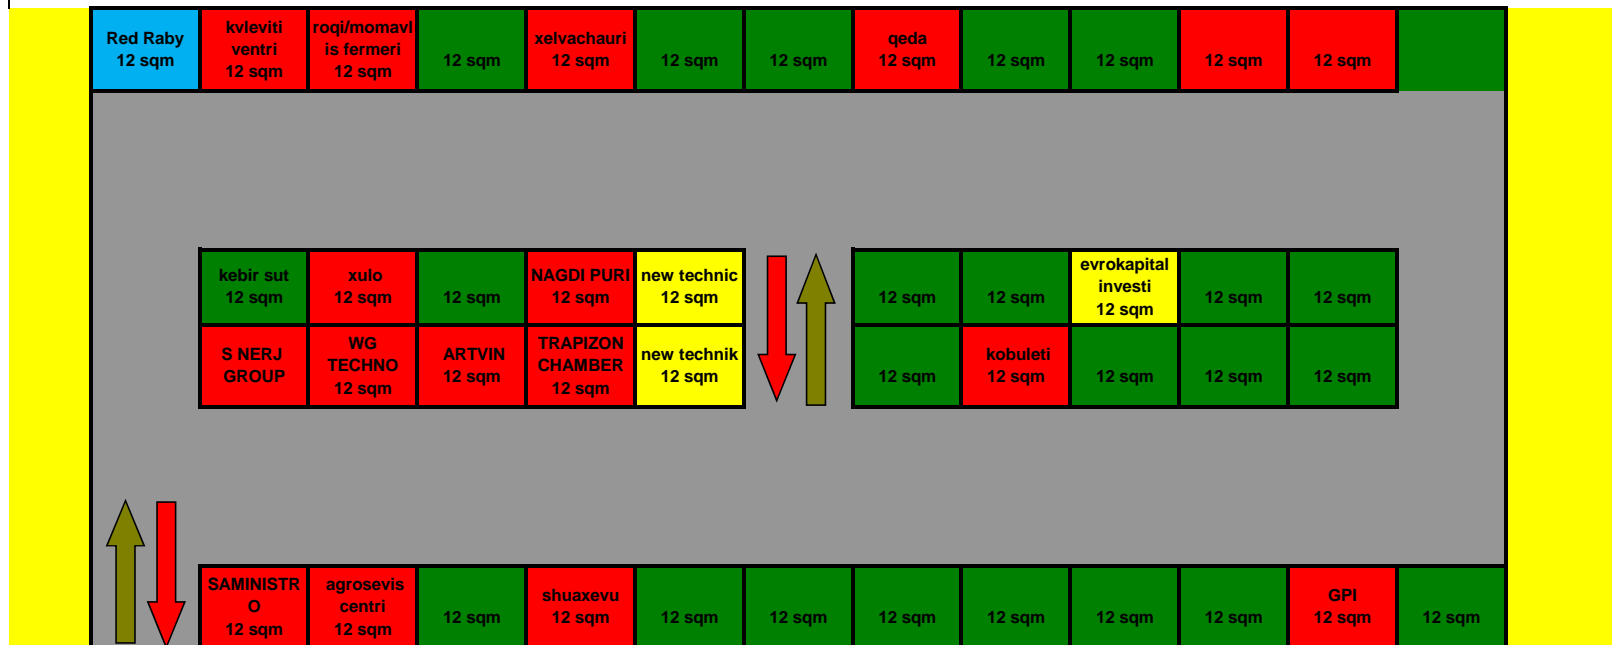 Red Raby
12 sqm
kvleviti
ventri
12 sqm
roqi/momavl
is fermeri
12 sqm
12 sqm
xelvachauri
12 sqm
12 sqm
12 sqm
qeda
12 sqm
12 sqm
12 sqm
12 sqm
12 sqm
kebir sut
12 sqm
xulo
12 sqm
12 sqm
NAGDI PURI
12 sqm
new technic
12 sqm
12 sqm
12 sqm
evrokapital
investi
12 sqm
12 sqm
12 sqm
S NERJ
GROUP
WG
TECHNO
12 sqm
ARTVIN
12 sqm
TRAPIZON
CHAMBER
12 sqm
new technik
12 sqm
12 sqm
kobuleti
12 sqm
12 sqm
12 sqm
12 sqm
SAMINISTR
O
12 sqm
agrosevis
centri
12 sqm
12 sqm
shuaxevu
12 sqm
12 sqm
12 sqm
12 sqm
12 sqm
12 sqm
12 sqm
GPI
12 sqm
12 sqm